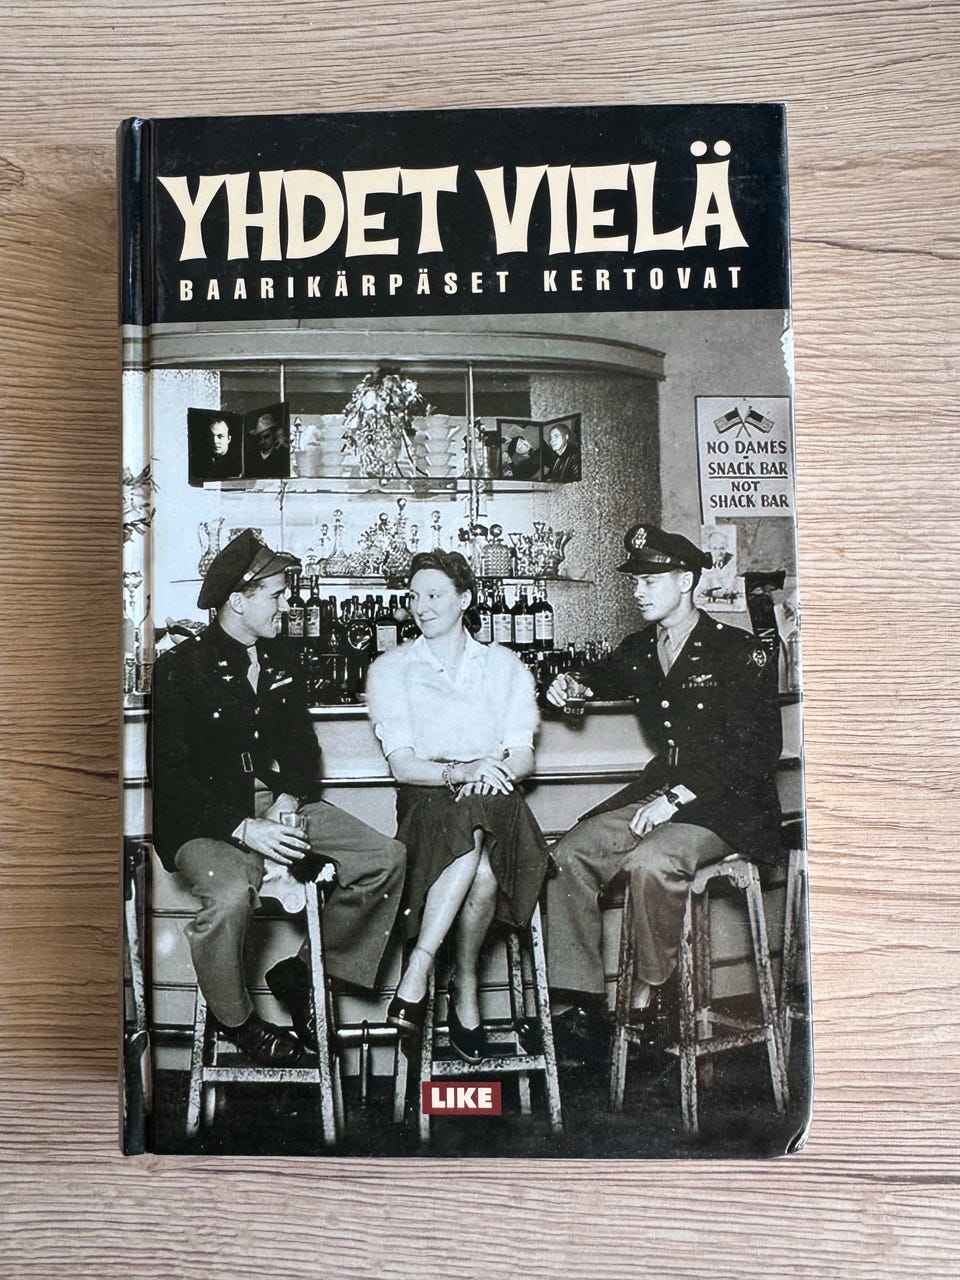 YHDET VIELÄ
BAARIKÄRPÄSET KERTOVAT
NO DAMES
-
SNACK BAR
NOT
SHACK BAR
LIKE